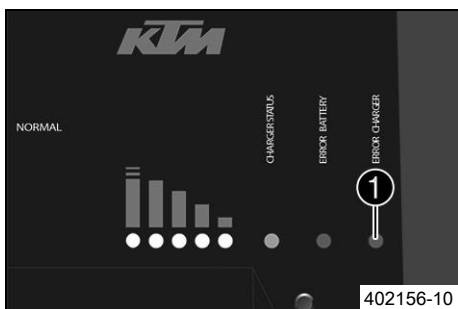 KTM
NORMAL
CHARGER STATUS
ERROR BATTERY
ERROR CHARGER
1
402156-10